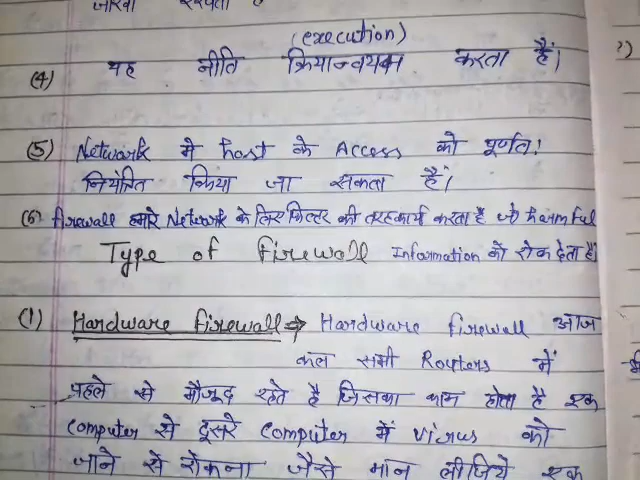 (execution)
(4) यह नीति क्रियान्वयन करता है।
(5) Network मे host के Access को पूर्णत:
नियंत्रित किया जा सकता है।
(6) firewall हमारे Network के लिए फिल्टर की तरह कार्य करता है जो harmful
Type of firewall information को रोक देता है।
(1) Hardware firewall → Hardware firewall आज
कल सभी Routers में
पहले से मौजूद रहते है जिसका काम होता है एक
computer से दूसरे computer में virus को
जाने से रोकना जैसे मान लीजिये एक